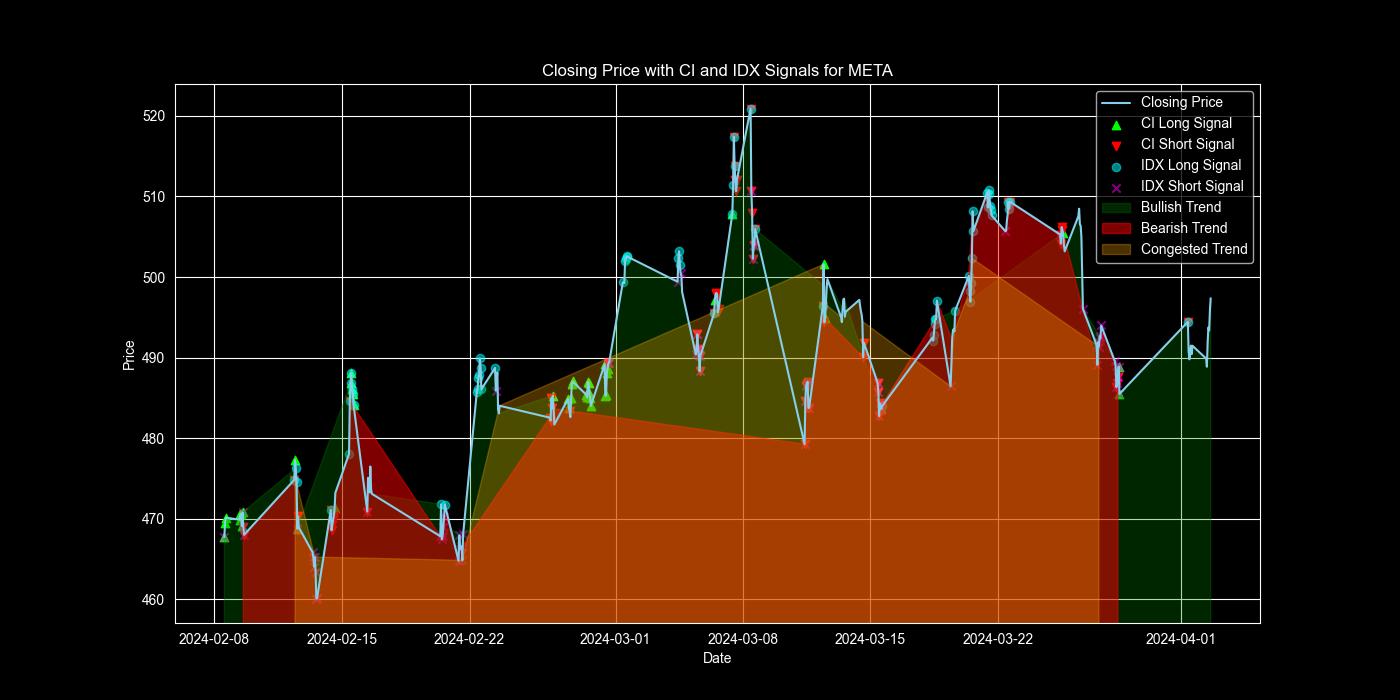 Closing Price with CI and IDX Signals for META
Closing Price
CI Long Signal
CI Short Signal
IDX Long Signal
IDX Short Signal
Bullish Trend
Bearish Trend
Congested Trend
Price
520
510
500
490
480
470
460
2024-02-08 2024-02-15 2024-02-22 2024-03-01 2024-03-08 2024-03-15 2024-03-22 2024-04-01
Date